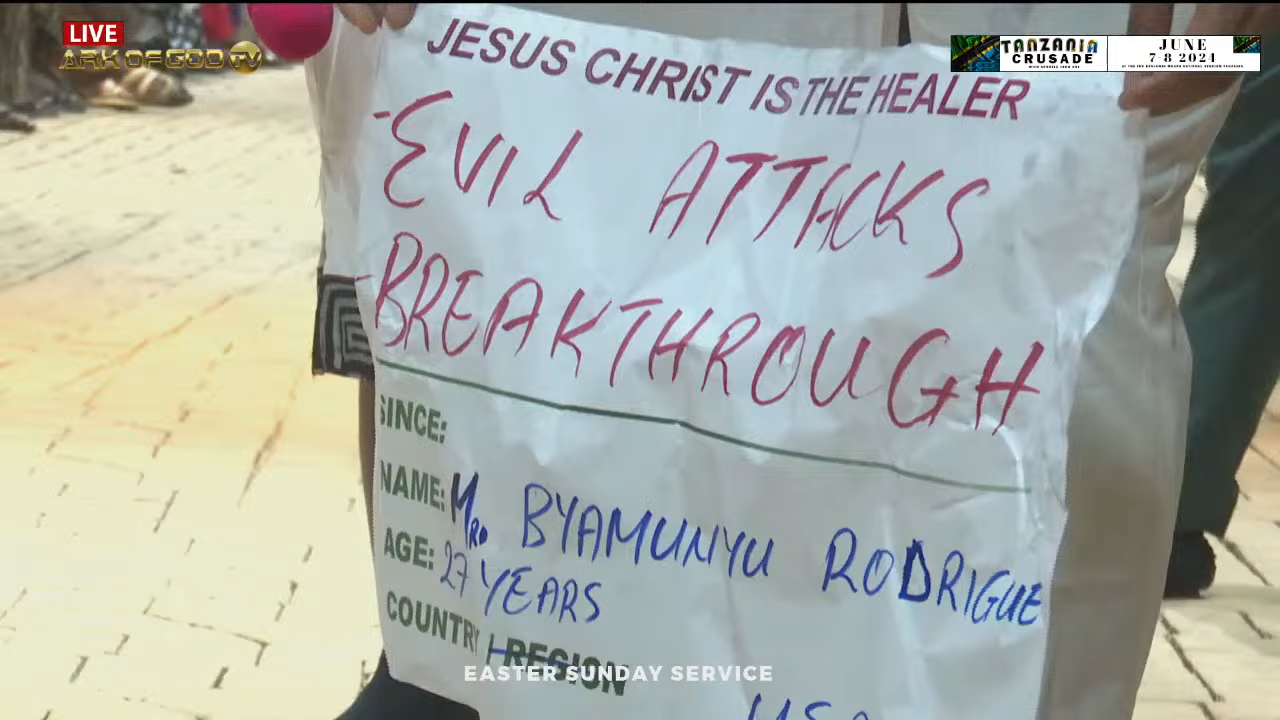 LIVE
ARK OF GOD TV
TANZANIA
CRUSADE
JUNE
7-8 2024
JESUS CHRIST IS THE HEALER
-EVIL ATTACKS
-BREAKTHROUGH
SINCE:
NAME: Mr. BYAMUNYU RODRIGUE
AGE: 27 YEARS
COUNTRY/REGION
EASTER SUNDAY SERVICE
USA